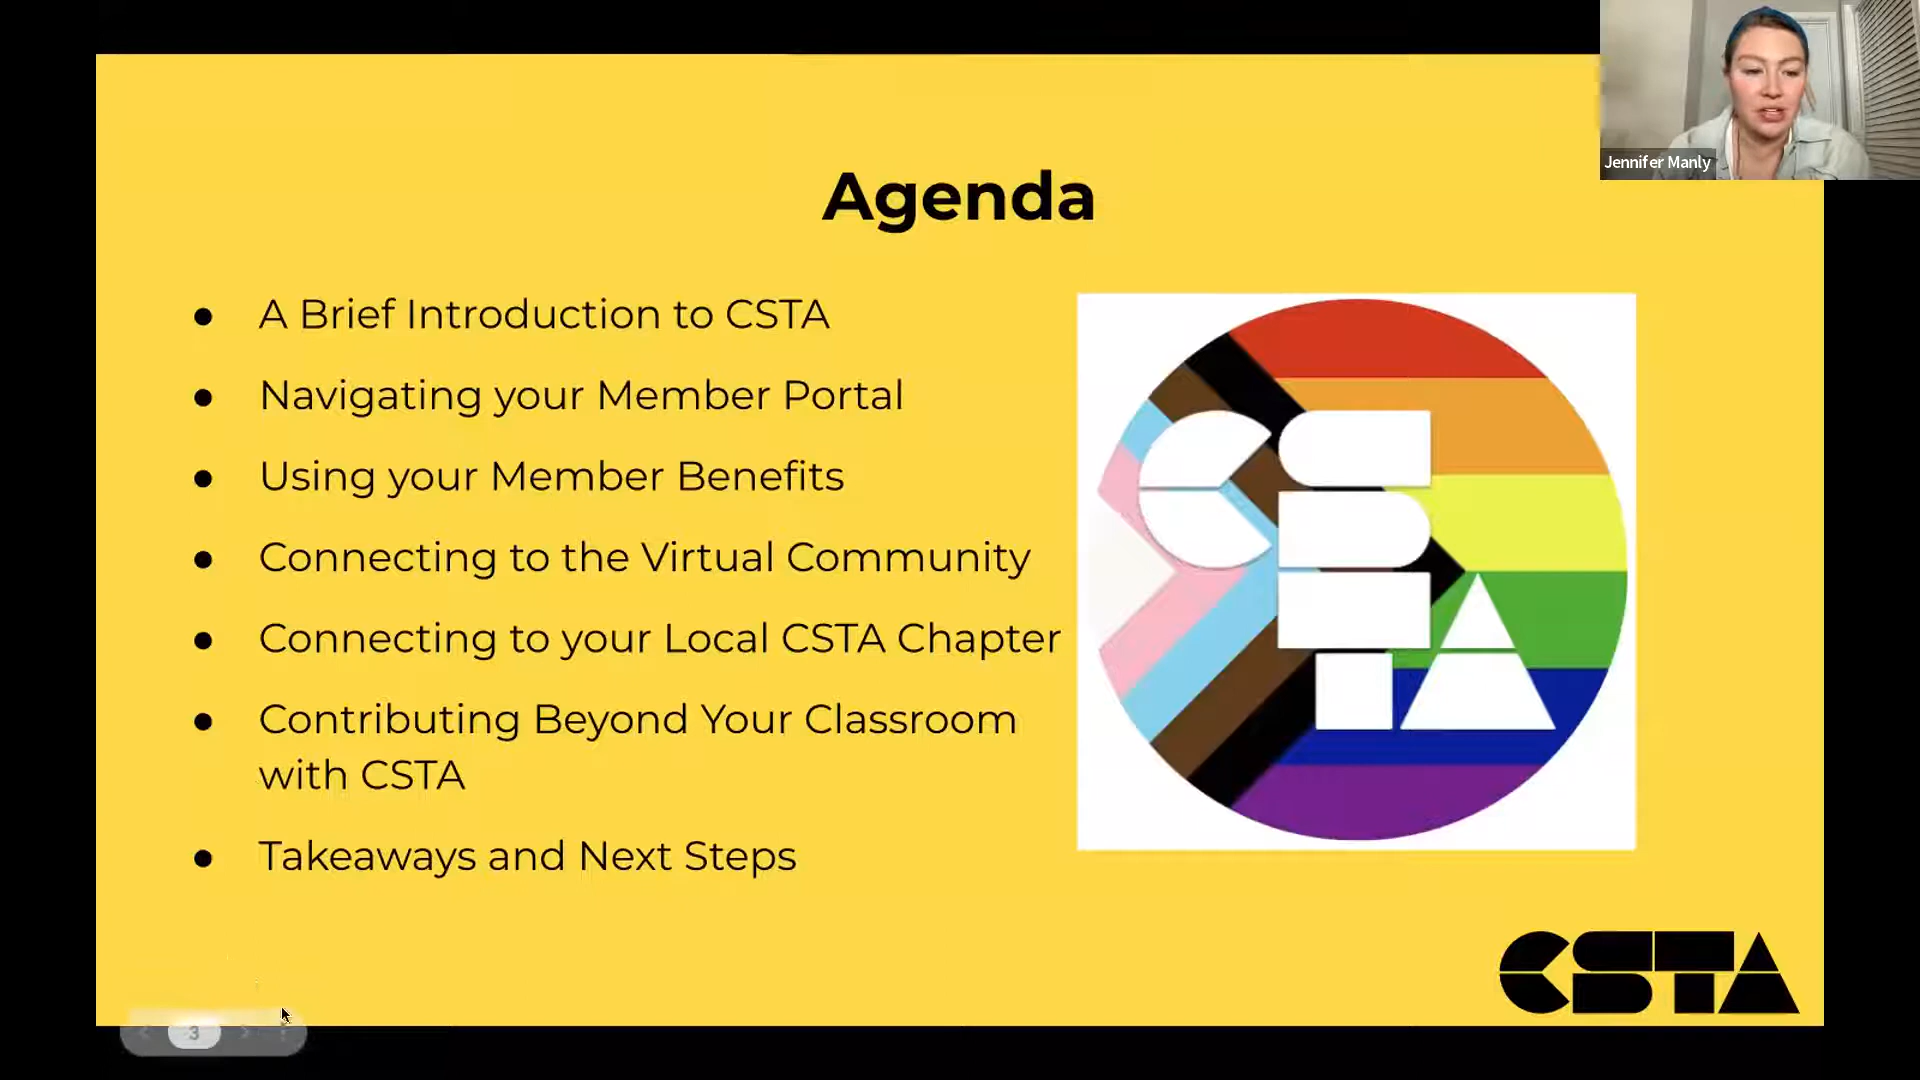 Jennifer Manly
Agenda
● A Brief Introduction to CSTA
● Navigating your Member Portal
● Using your Member Benefits
● Connecting to the Virtual Community
● Connecting to your Local CSTA Chapter
● Contributing Beyond Your Classroom
with CSTA
● Takeaways and Next Steps
CSTA
CSTA
3